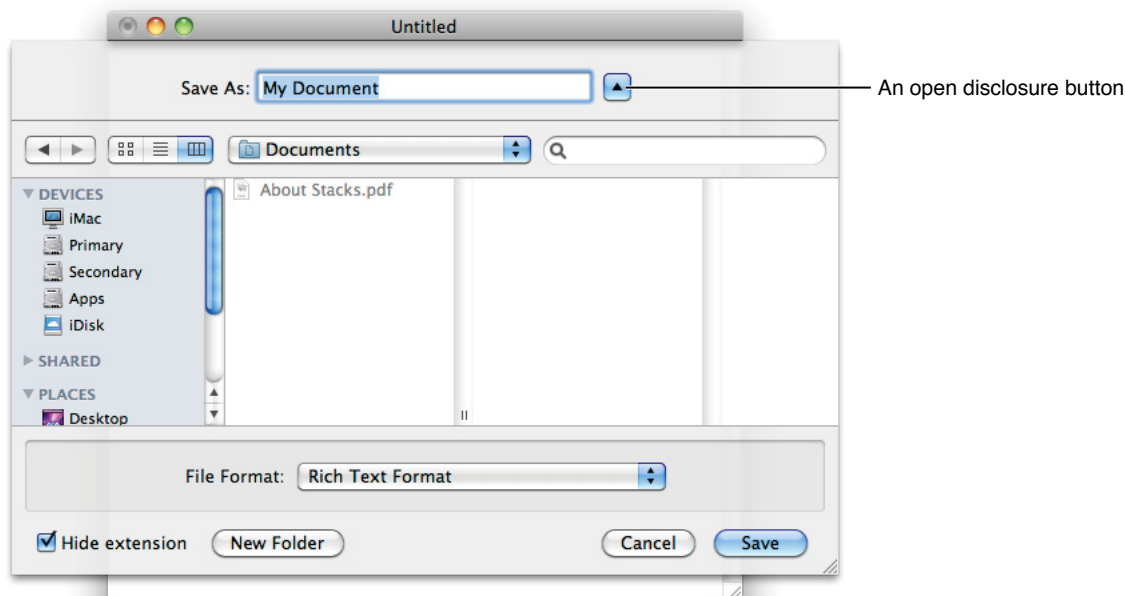 Untitled
Save As: My Document
An open disclosure button
Documents
DEVICES
About Stacks.pdf
iMac
Primary
Secondary
Apps
iDisk
SHARED
PLACES
Desktop
File Format: Rich Text Format
Hide extension New Folder Cancel Save